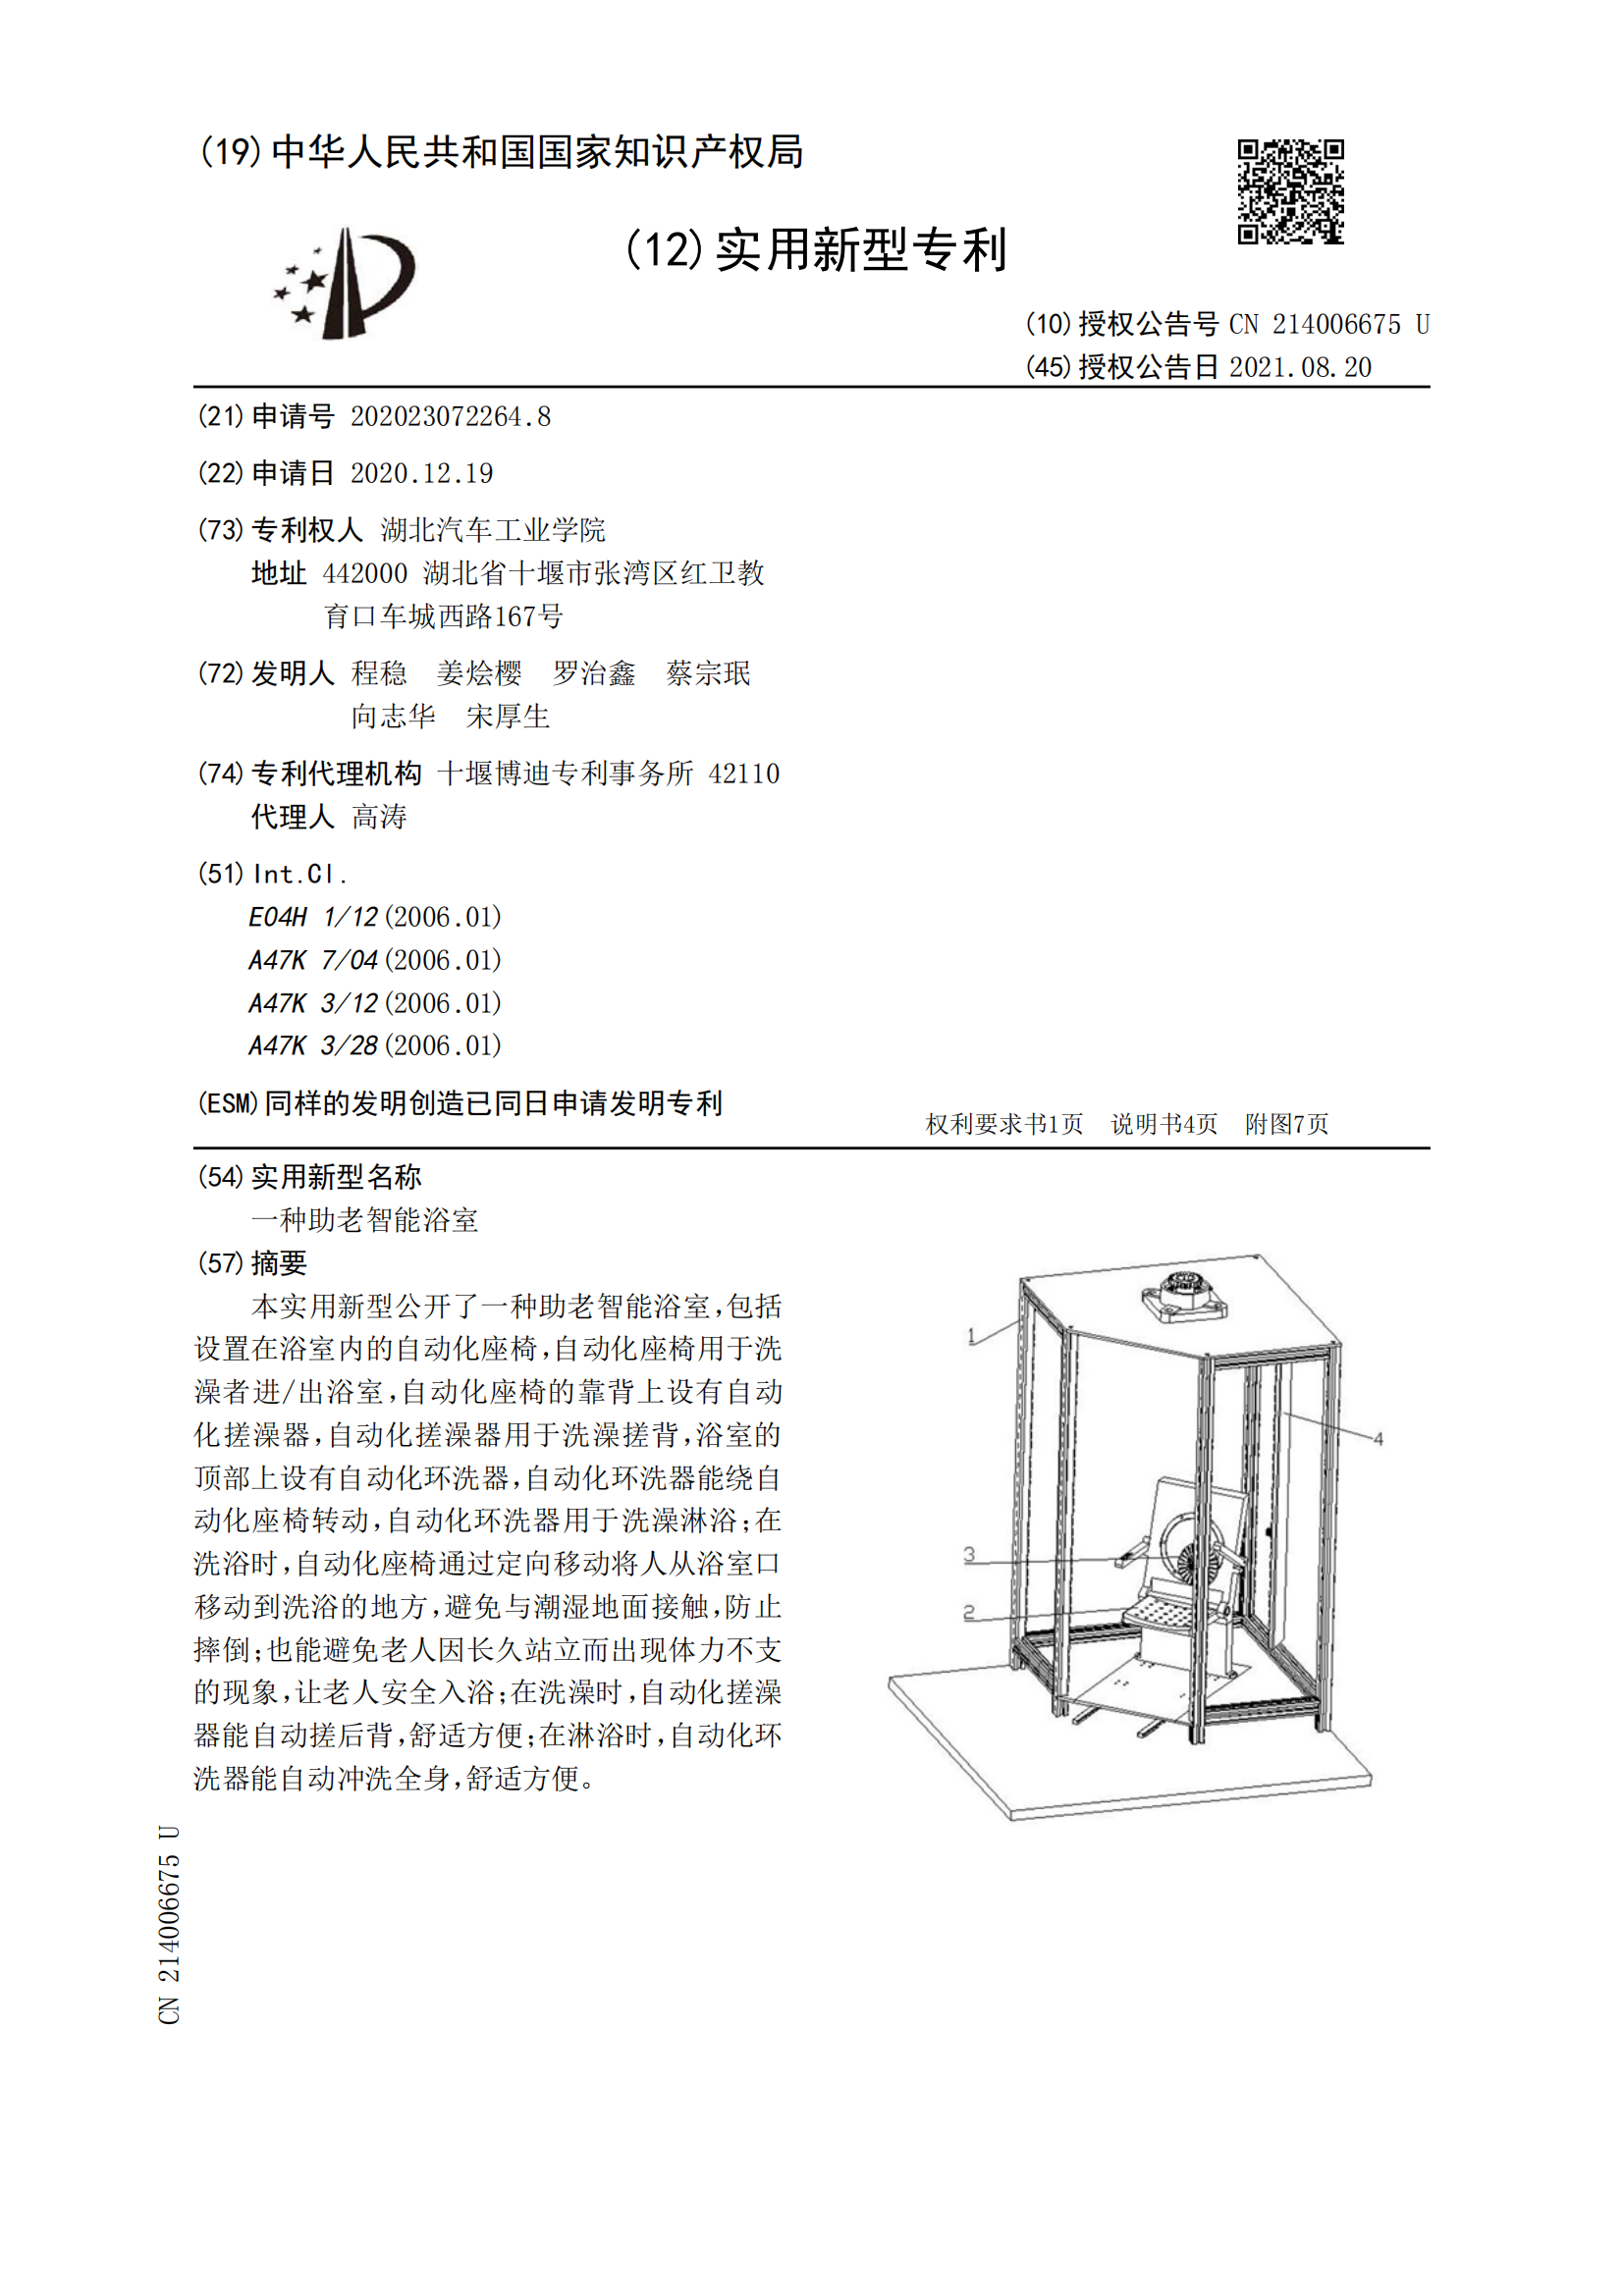 (19)中华人民共和国国家知识产权局
(12)实用新型专利
(10)授权公告号 CN 214006675 U
(45)授权公告日 2021.08.20
(21)申请号 202023072264.8
(22)申请日 2020.12.19
(73)专利权人 湖北汽车工业学院
地址 442000 湖北省十堰市张湾区红卫教
育口车城西路167号
(72)发明人 程稳 姜烩樱 罗治鑫 蔡宗珉
向志华 宋厚生
(74)专利代理机构 十堰博迪专利事务所 42110
代理人 高涛
(51)Int.Cl.
E04H 1/12(2006.01)
A47K 7/04(2006.01)
A47K 3/12(2006.01)
A47K 3/28(2006.01)
(ESM)同样的发明创造已同日申请发明专利
权利要求书1页 说明书4页 附图7页
(54)实用新型名称
一种助老智能浴室
(57)摘要
本实用新型公开了一种助老智能浴室,包括
设置在浴室内的自动化座椅,自动化座椅用于洗
澡者进/出浴室,自动化座椅的靠背上设有自动
化搓澡器,自动化搓澡器用于洗澡搓背,浴室的
顶部上设有自动化环洗器,自动化环洗器能绕自
动化座椅转动,自动化环洗器用于洗澡淋浴;在
洗浴时,自动化座椅通过定向移动将人从浴室口
移动到洗浴的地方,避免与潮湿地面接触,防止
摔倒;也能避免老人因长久站立而出现体力不支
的现象,让老人安全入浴;在洗澡时,自动化搓澡
器能自动搓后背,舒适方便;在淋浴时,自动化环
洗器能自动冲洗全身,舒适方便。
1
4
3
2
CN 214006675 U